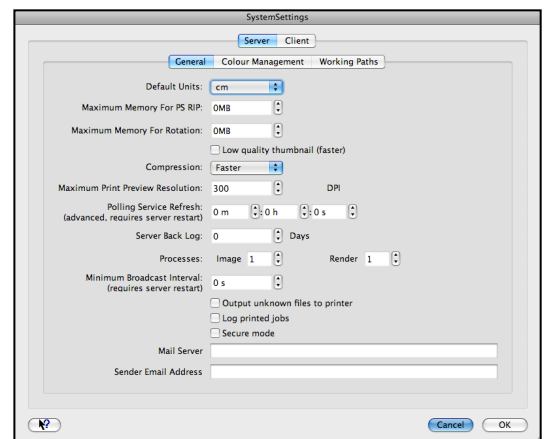 SystemSettings
Server Client
General Colour Management Working Paths
Default Units: cm
Maximum Memory For PS RIP: 0MB
Maximum Memory For Rotation: 0MB
Low quality thumbnail (faster)
Compression: Faster
Maximum Print Preview Resolution: 300 DPI
Polling Service Refresh:
(advanced, requires server restart) 0 m : 0 h : 0 s
Server Back Log: 0 Days
Processes: Image 1 Render 1
Minimum Broadcast Interval:
(requires server restart) 0 s
Output unknown files to printer
Log printed jobs
Secure mode
Mail Server
Sender Email Address
? Cancel OK